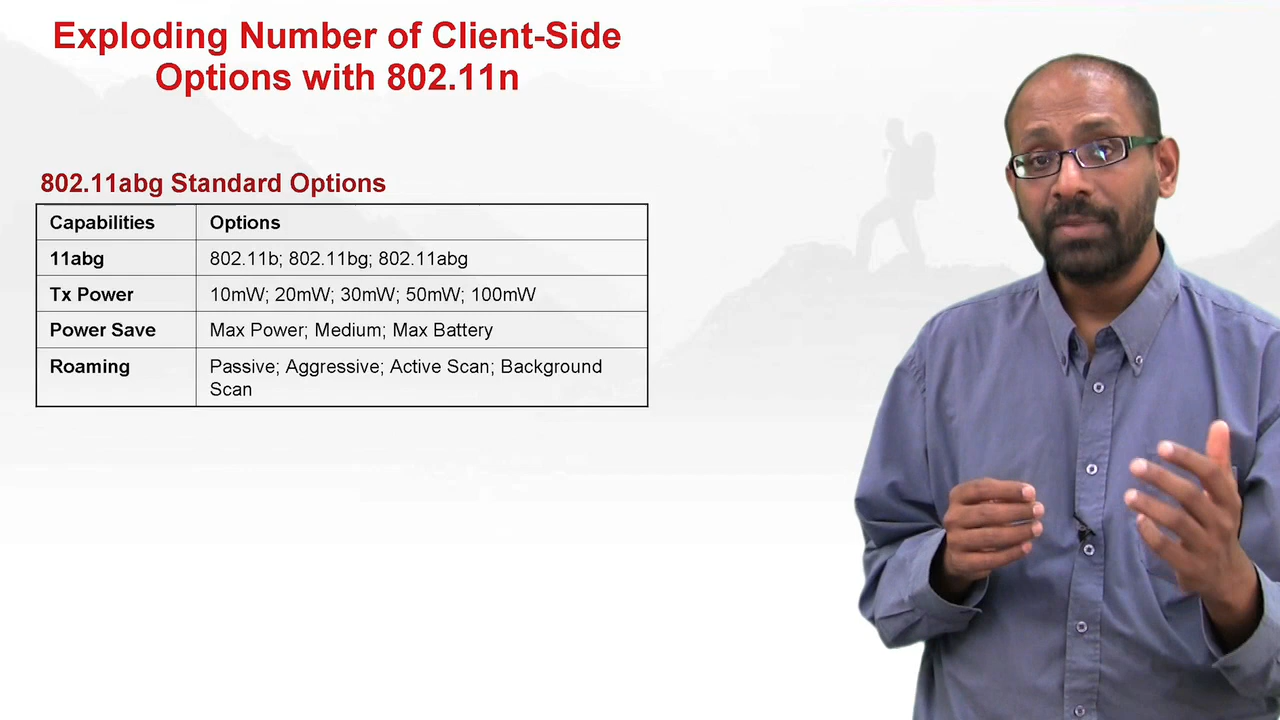 Exploding Number of Client-Side
Options with 802.11n
802.11abg Standard Options
Capabilities Options
11abg 802.11b; 802.11bg; 802.11abg
Tx Power 10mW; 20mW; 30mW; 50mW; 100mW
Power Save Max Power; Medium; Max Battery
Roaming Passive; Aggressive; Active Scan; Background
Scan